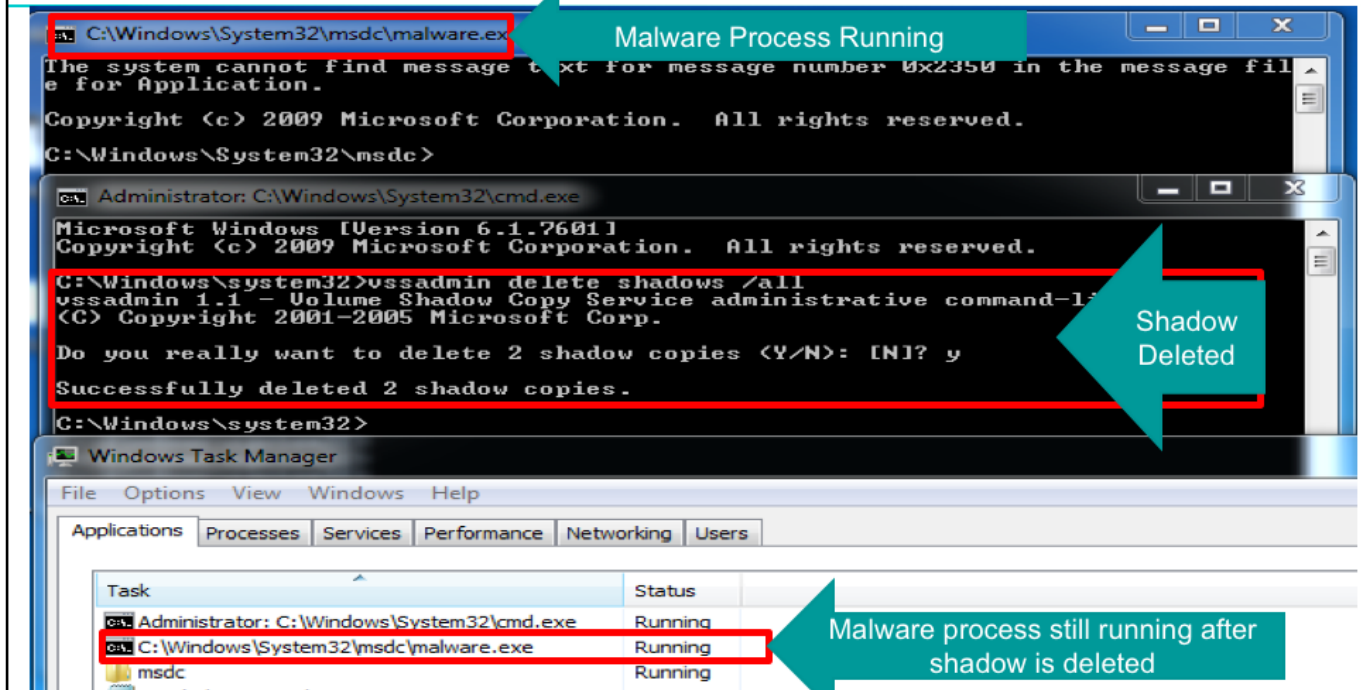 C:\Windows\System32\msdc\malware.ex
Malware Process Running
The system cannot find message t xt for message number 0x2350 in the message fil
e for Application.
Copyright (c) 2009 Microsoft Corporation.  All rights reserved.
C:\Windows\System32\msdc>
Administrator: C:\Windows\System32\cmd.exe
Microsoft Windows [Version 6.1.7601]
Copyright (c) 2009 Microsoft Corporation.  All rights reserved.
C:\Windows\system32>vssadmin delete shadows /all
vssadmin 1.1 - Volume Shadow Copy Service administrative command-li
(C) Copyright 2001-2005 Microsoft Corp.
Do you really want to delete 2 shadow copies (Y/N): [N]? y
Successfully deleted 2 shadow copies.
Shadow
Deleted
C:\Windows\system32>
Windows Task Manager
File Options View Windows Help
Applications Processes Services Performance Networking Users
Task Status
Administrator: C:\Windows\System32\cmd.exe Running
C:\Windows\System32\msdc\malware.exe Running
msdc Running
Malware process still running after
shadow is deleted